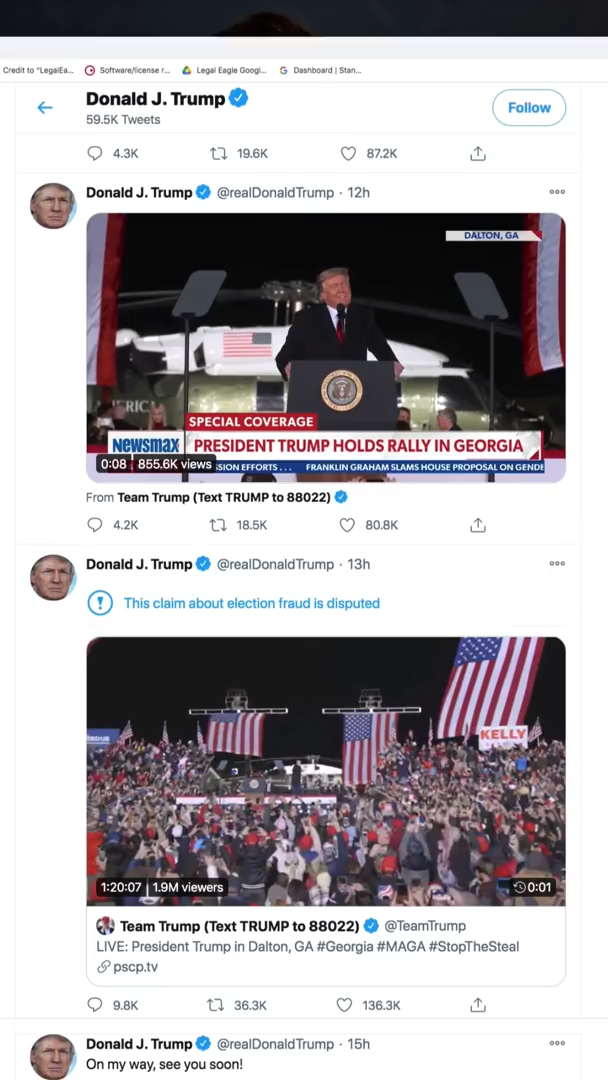 Credit to "LegalEa... Software/license r... Legal Eagle Googl... Dashboard | Stan...
Donald J. Trump
59.5K Tweets
Follow
4.3K 19.6K 87.2K
Donald J. Trump @realDonaldTrump · 12h
DALTON, GA
ERICA
SPECIAL COVERAGE
NEWSMAX PRESIDENT TRUMP HOLDS RALLY IN GEORGIA
0:08 855.6K views SION EFFORTS... FRANKLIN GRAHAM SLAMS HOUSE PROPOSAL ON GENDE
From Team Trump (Text TRUMP to 88022)
4.2K 18.5K 80.8K
Donald J. Trump @realDonaldTrump · 13h
This claim about election fraud is disputed
KELLY
1:20:07 1.9M viewers 0:01
Team Trump (Text TRUMP to 88022) @TeamTrump
LIVE: President Trump in Dalton, GA #Georgia #MAGA #StopTheSteal
pscp.tv
9.8K 36.3K 136.3K
Donald J. Trump @realDonaldTrump · 15h
On my way, see you soon!